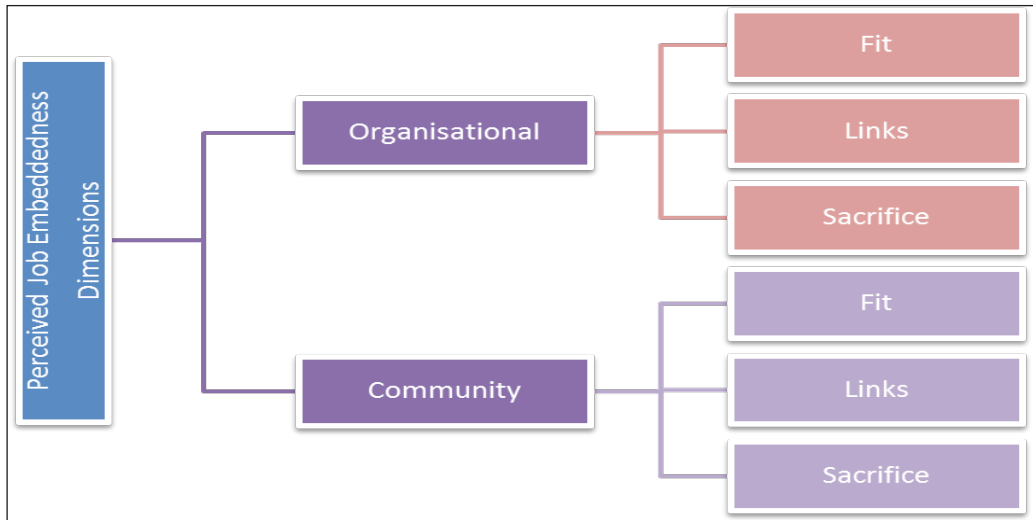 Perceived Job Embeddedness
Dimensions
Organisational
Fit
Links
Sacrifice
Community
Fit
Links
Sacrifice